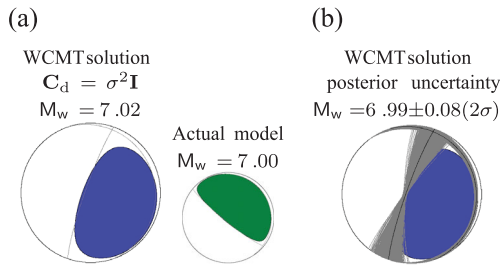 (a)
WCMT solution
C_d = σ²I
M_w = 7.02
Actual model
M_w = 7.00
(b)
WCMT solution
posterior uncertainty
M_w =6 .99±0.08(2σ)